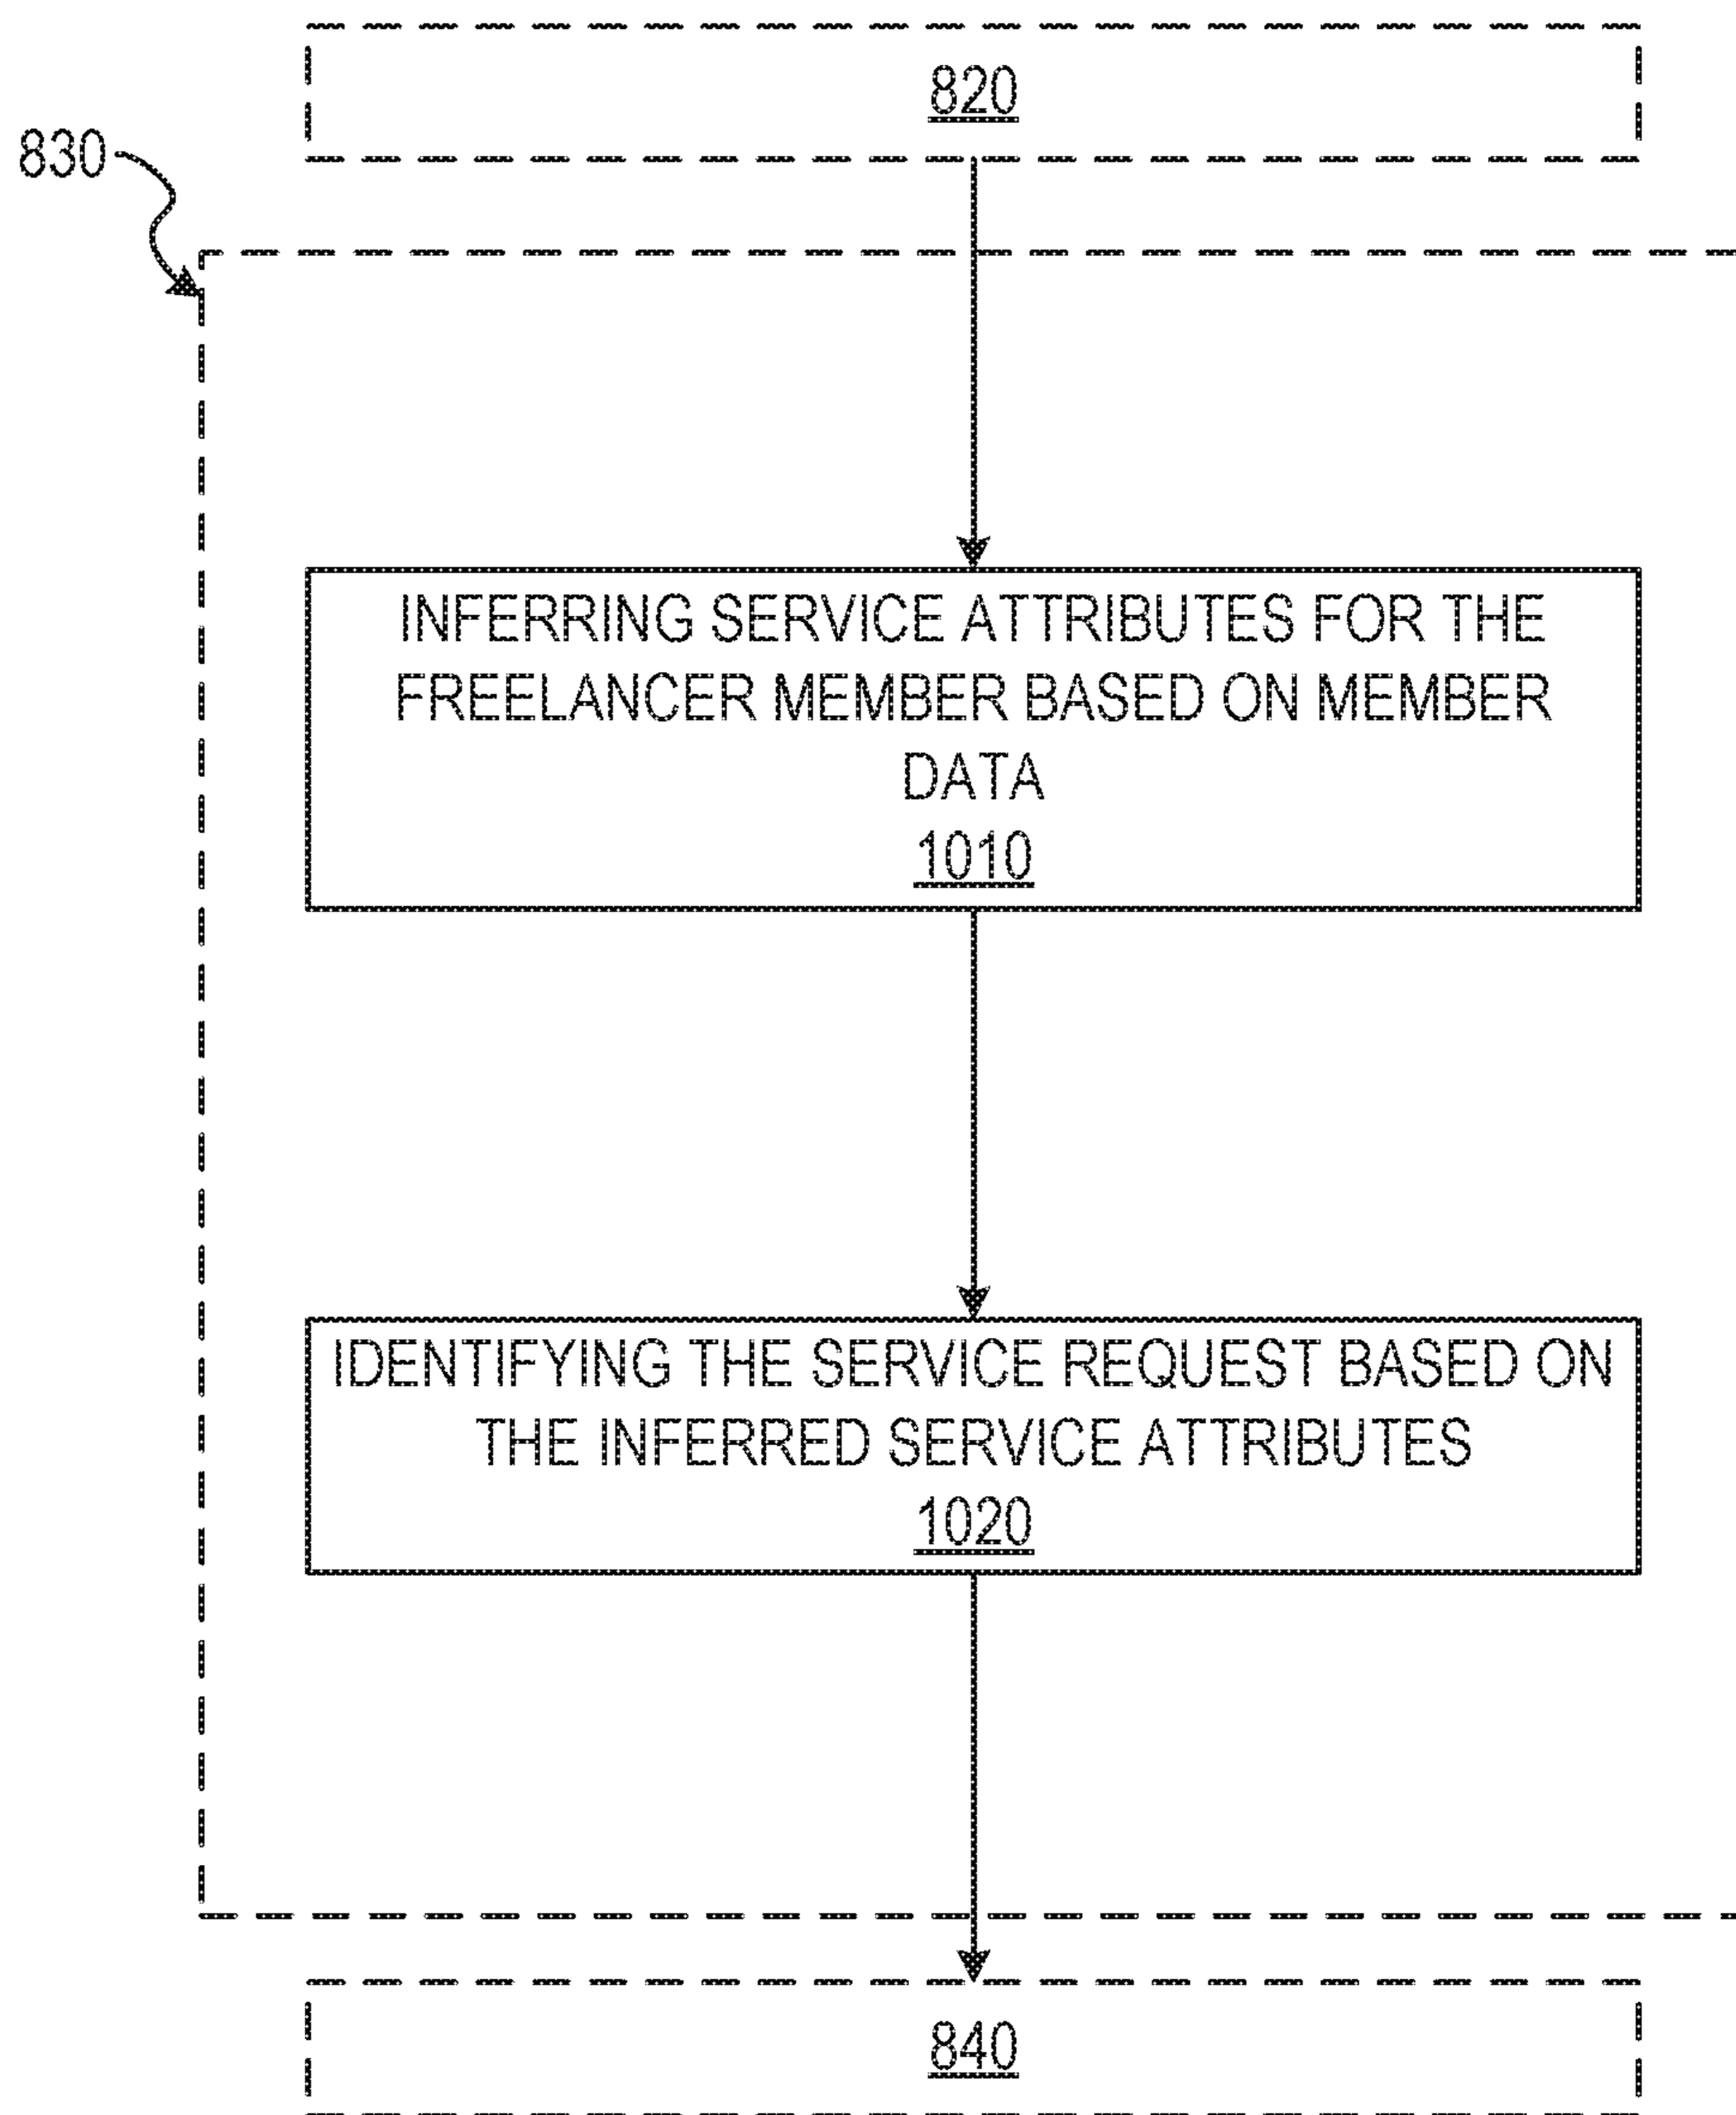 820
830
INFERRING SERVICE ATTRIBUTES FOR THE
FREELANCER MEMBER BASED ON MEMBER
DATA
1010
IDENTIFYING THE SERVICE REQUEST BASED ON
THE INFERRED SERVICE ATTRIBUTES
1020
840